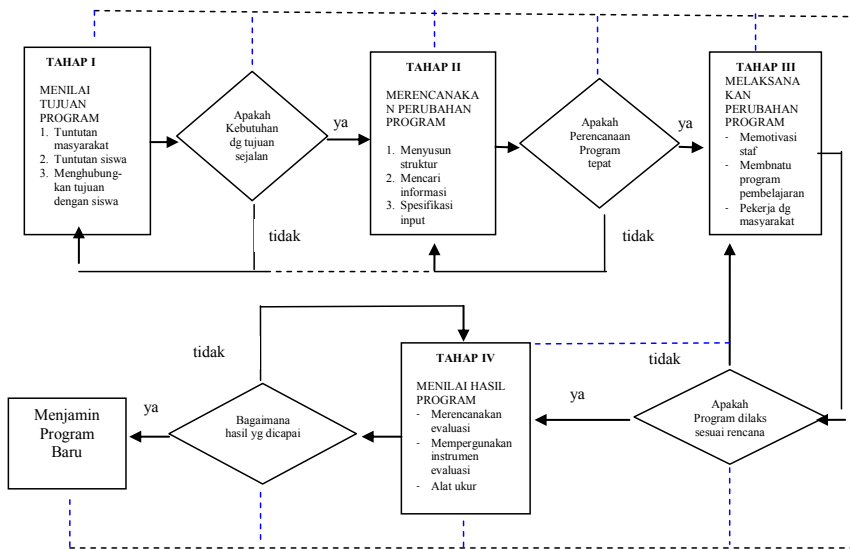 TAHAP I
MENILAI
TUJUAN
PROGRAM
1. Tuntutan
masyarakat
2. Tuntutan siswa
3. Menghubung-
kan tujuan
dengan siswa
Apakah
Kebutuhan
dg tujuan
sejalan
ya
tidak
TAHAP II
MERENCANAKA
N PERUBAHAN
PROGRAM
1. Menyusun
struktur
2. Mencari
informasi
3. Spesifikasi
input
Apakah
Perencanaan
Program
tepat
ya
tidak
TAHAP III
MELAKSANA
KAN
PERUBAHAN
PROGRAM
- Memotivasi
staf
- Membnatu
program
pembelajaran
- Pekerja dg
masyarakat
Apakah
Program dilaks
sesuai rencana
tidak
ya
TAHAP IV
MENILAI HASIL
PROGRAM
- Merencanakan
evaluasi
- Mempergunakan
instrumen
evaluasi
- Alat ukur
Bagaimana
hasil yg dicapai
tidak
ya
Menjamin
Program
Baru